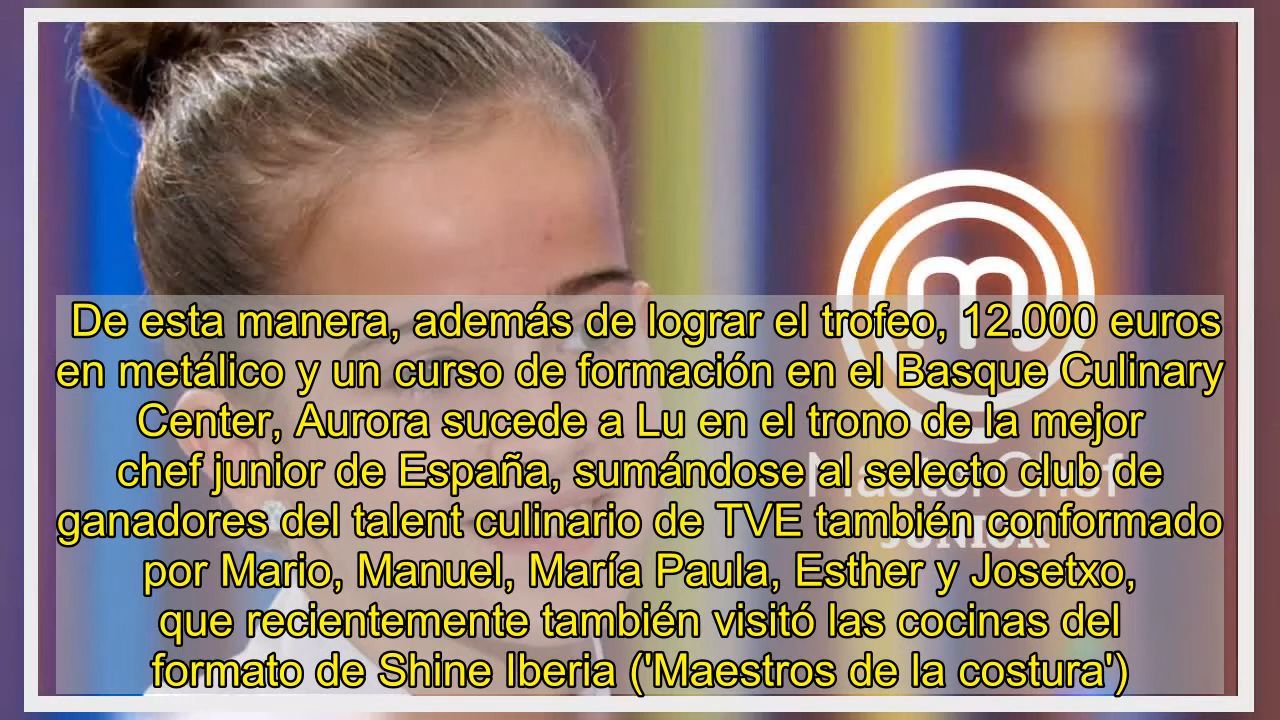 De esta manera, además de lograr el trofeo, 12.000 euros
en metálico y un curso de formación en el Basque Culinary
Center, Aurora sucede a Lu en el trono de la mejor
chef junior de España, sumándose al selecto club de
ganadores del talent culinario de TVE también conformado
por Mario, Manuel, María Paula, Esther y Josetxo,
que recientemente también visitó las cocinas del
formato de Shine Iberia ('Maestros de la costura')
m
MasterChef
JUNIOR